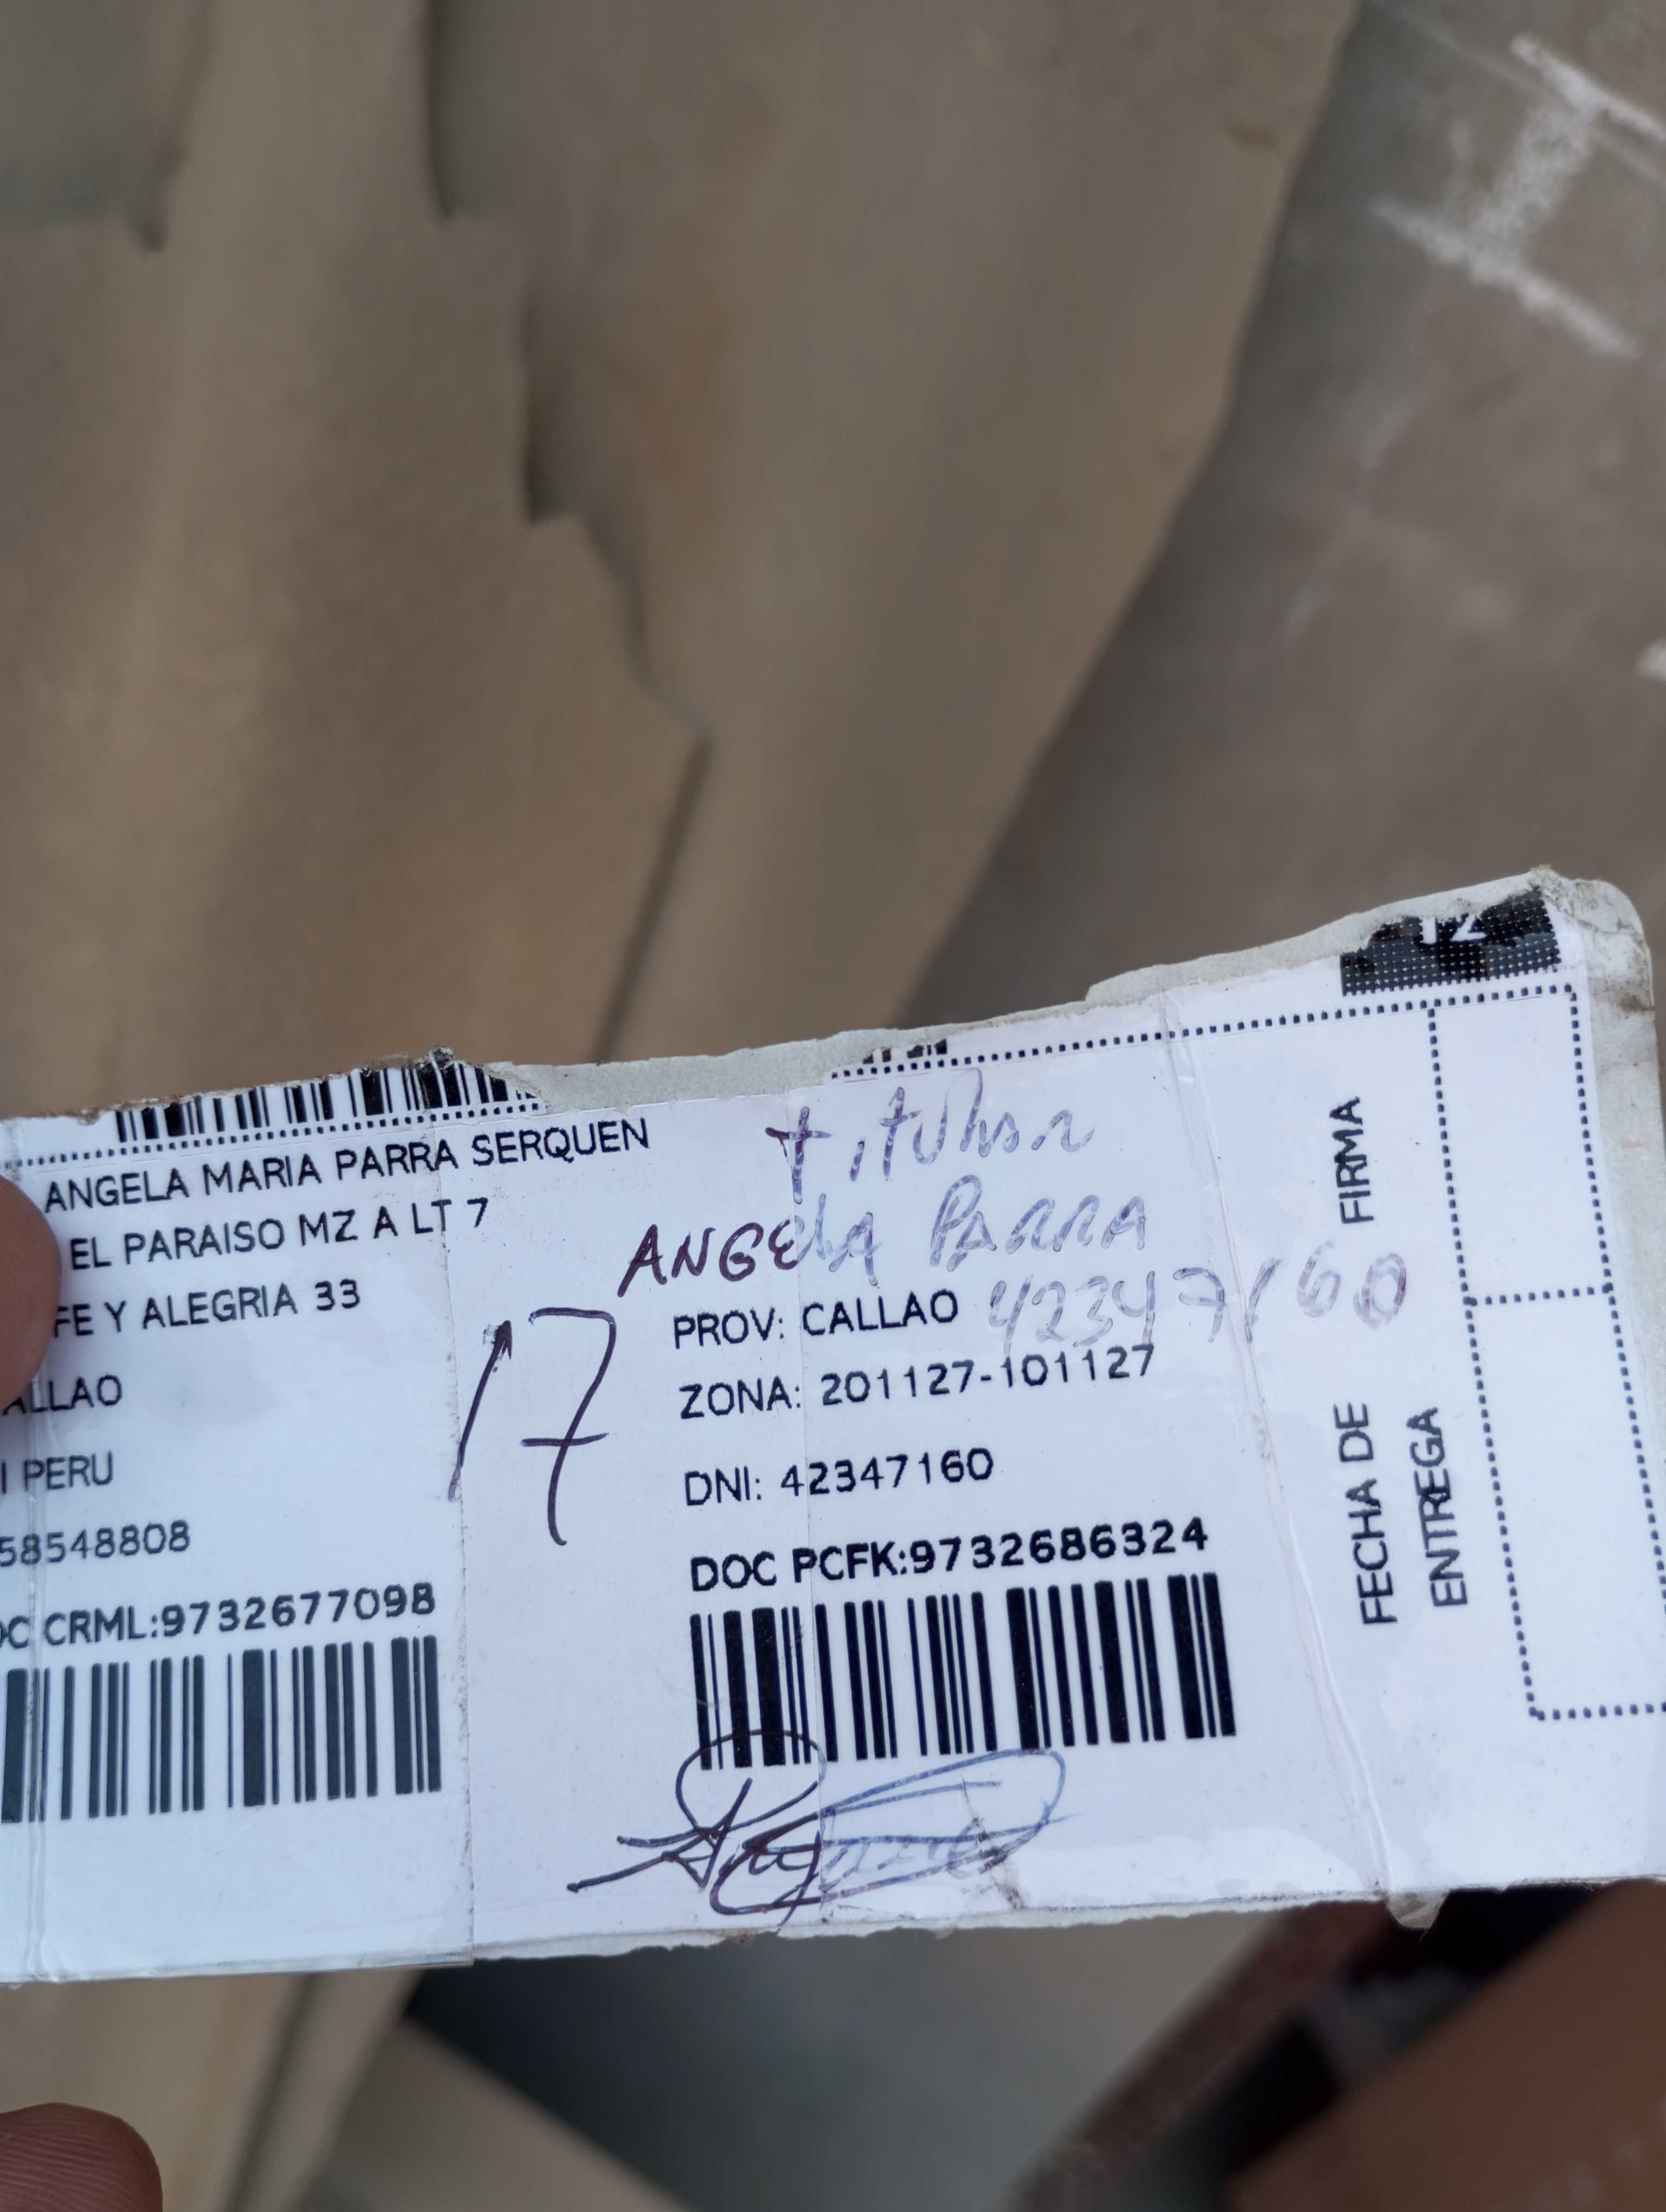 12
ANGELA MARIA PARRA SERQUEN
EL PARAISO MZ A LT 7
FE Y ALEGRIA 33
ALLAO
I PERU
58548808
OC CRML:9732677098
titular
ANGELA PARRA
42347160
17
PROV: CALLAO
ZONA: 201127-101127
DNI: 42347160
DOC PCFK:9732686324
FIRMA
FECHA DE
ENTREGA